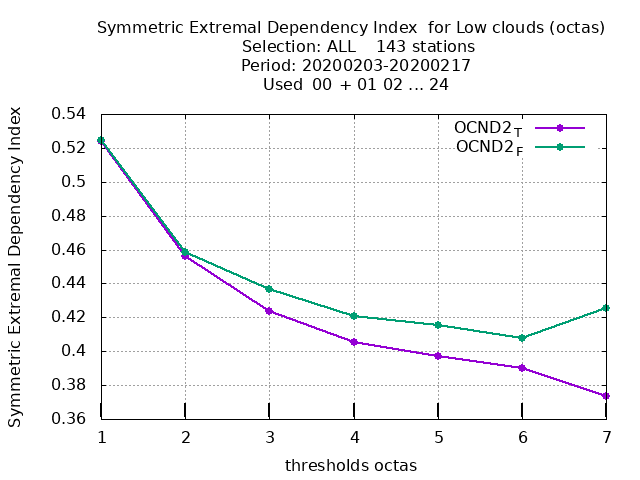 Symmetric Extremal Dependency Index  for Low clouds (octas)
Selection: ALL    143 stations
Period: 20200203-20200217
Used  00 + 01 02 ... 24
OCND2_T
OCND2_F
Symmetric Extremal Dependency Index
0.54
0.52
0.5
0.48
0.46
0.44
0.42
0.4
0.38
0.36
1 2 3 4 5 6 7
thresholds octas